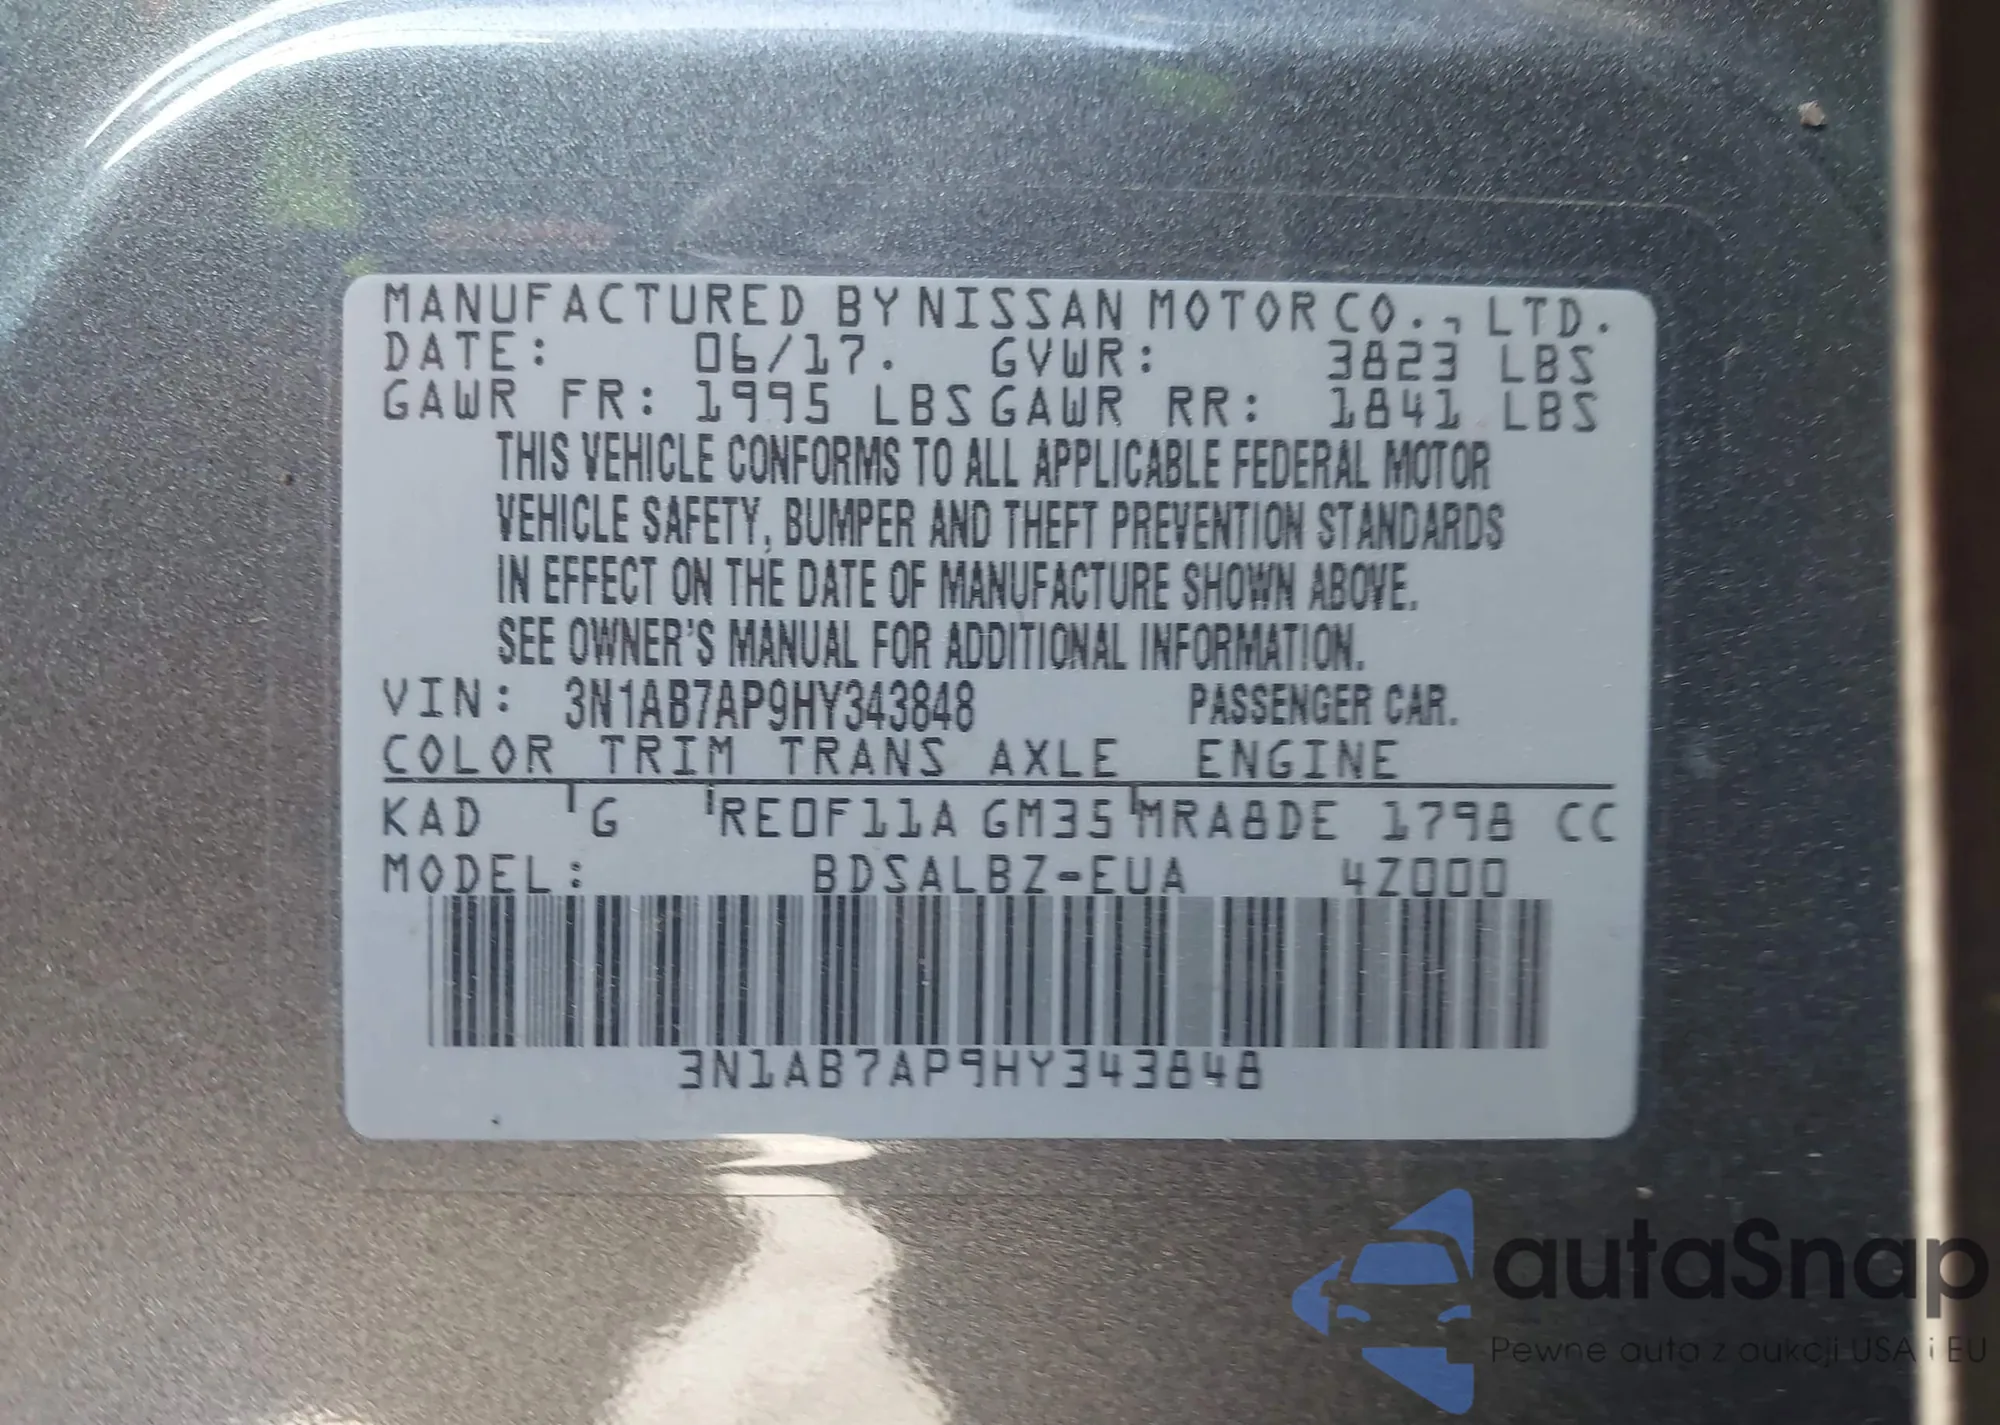 MANUFACTURED BY NISSAN MOTOR CO., LTD.
DATE: 06/17. GVWR: 3823 LBS
GAWR FR: 1995 LBS GAWR RR: 1841 LBS
THIS VEHICLE CONFORMS TO ALL APPLICABLE FEDERAL MOTOR
VEHICLE SAFETY, BUMPER AND THEFT PREVENTION STANDARDS
IN EFFECT ON THE DATE OF MANUFACTURE SHOWN ABOVE.
SEE OWNER'S MANUAL FOR ADDITIONAL INFORMATION.
VIN: 3N1AB7AP9HY343848 PASSENGER CAR.
COLOR TRIM TRANS AXLE ENGINE
KAD G RE0F11A GM35 MRA8DE 1798 CC
MODEL: BDSALBZ-EUA 4Z000
3N1AB7AP9HY343848
autaSnap
Pewne auta z aukcji USA i EU